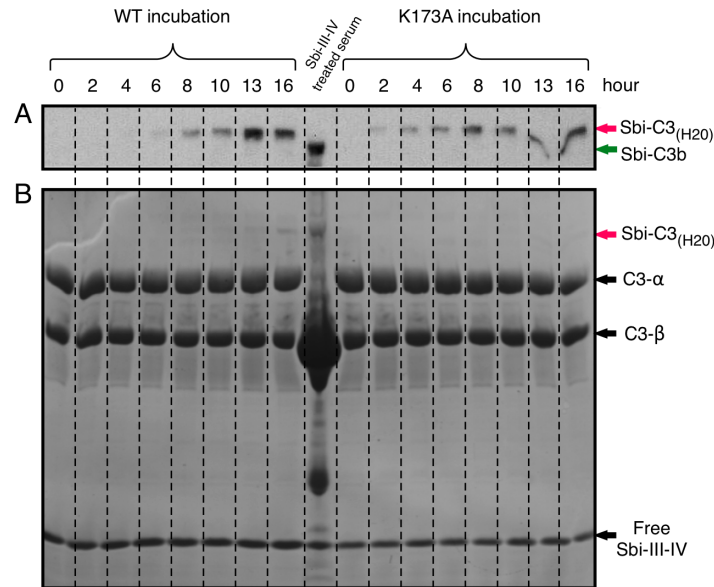 WT incubation
Sbi-III-IV
treated serum
K173A incubation
0 2 4 6 8 10 13 16 0 2 4 6 8 10 13 16 hour
A
Sbi-C3(H20)
Sbi-C3b
B
Sbi-C3(H20)
C3-α
C3-β
Free
Sbi-III-IV